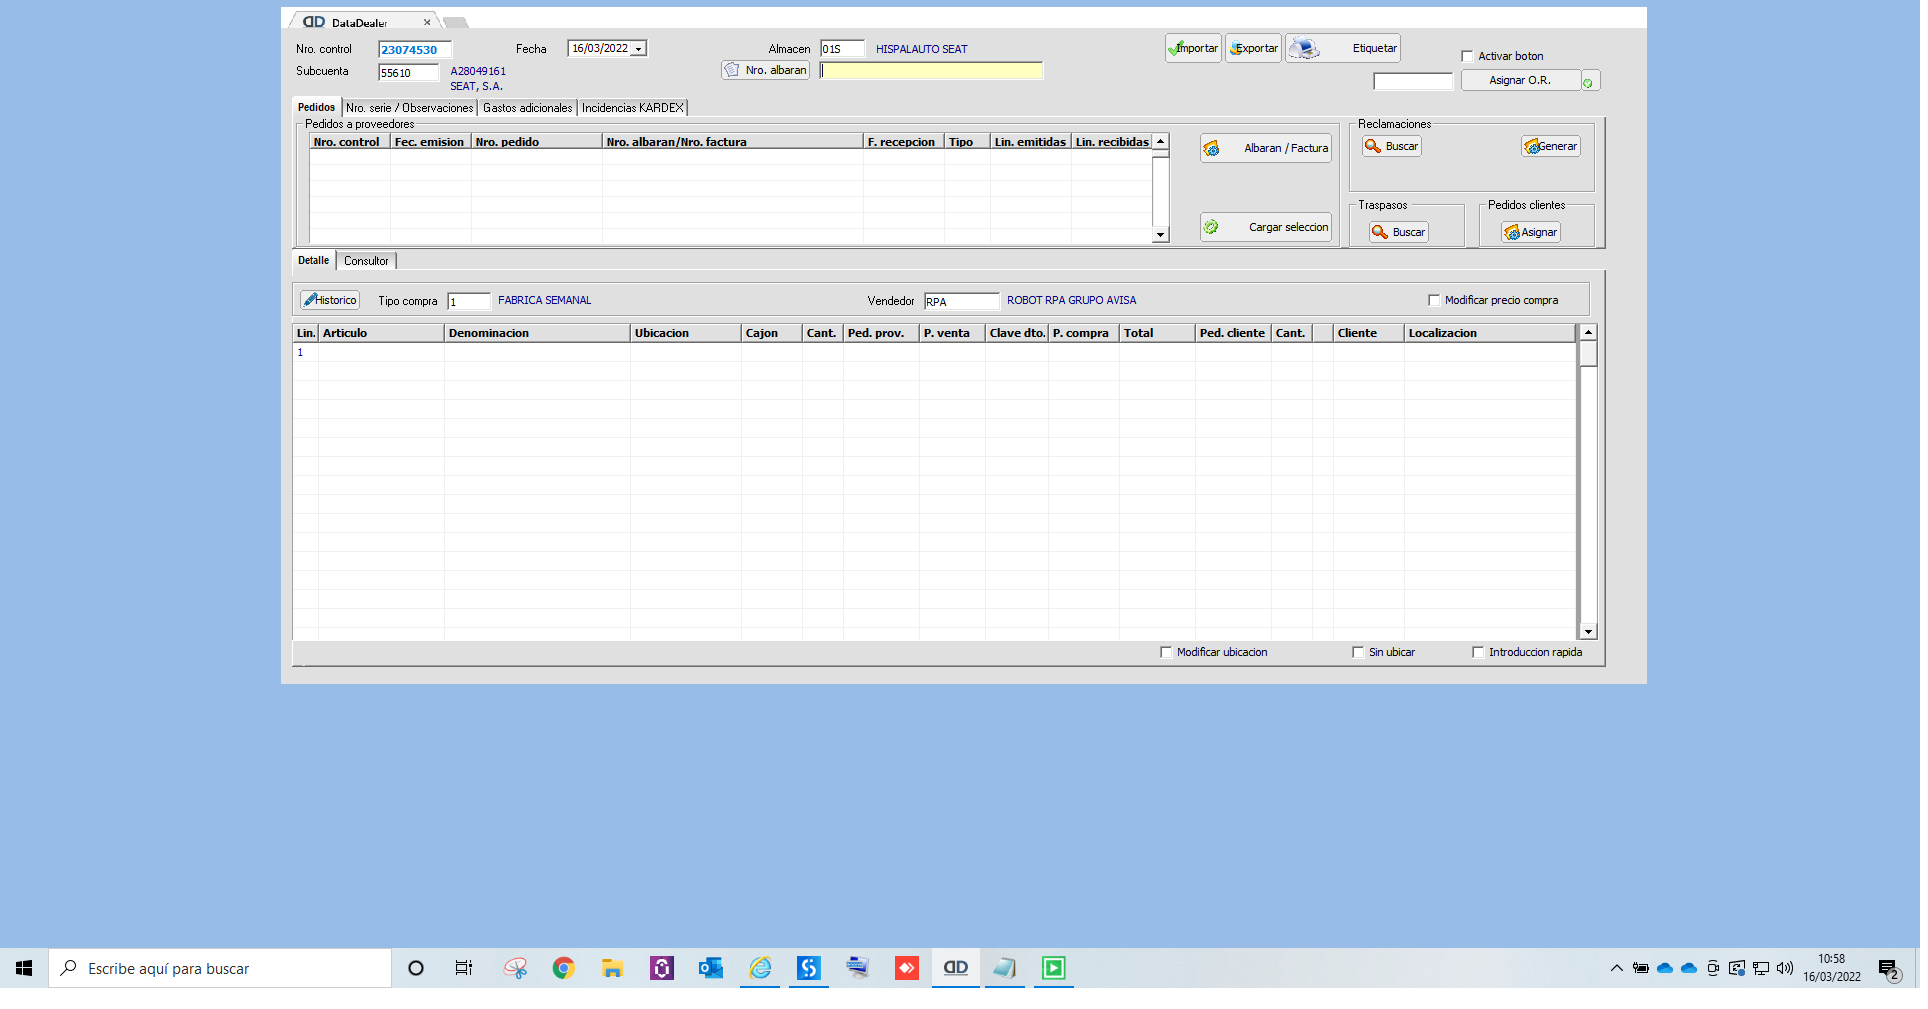 DataDealer
Nro. control 23074530 Fecha 16/03/2022 Almacen 01S HISPALAUTO SEAT Importar Exportar Etiquetar Activar boton
Subcuenta 55610 A28049161 Nro. albaran
SEAT, S.A. Asignar O.R.
Pedidos Nro. serie / Observaciones Gastos adicionales Incidencias KARDEX
Pedidos a proveedores Reclamaciones
Nro. control Fec. emision Nro. pedido Nro. albaran/Nro. factura F. recepcion Tipo Lin. emitidas Lin. recibidas
Albaran / Factura Buscar Generar
Traspasos Pedidos clientes
Cargar seleccion Buscar Asignar
Detalle Consultor
Historico Tipo compra 1 FABRICA SEMANAL Vendedor RPA ROBOT RPA GRUPO AVISA Modificar precio compra
Lin. Articulo Denominacion Ubicacion Cajon Cant. Ped. prov. P. venta Clave dto. P. compra Total Ped. cliente Cant. Cliente Localizacion
1
Modificar ubicacion Sin ubicar Introduccion rapida
Escribe aquí para buscar
10:58
16/03/2022
2